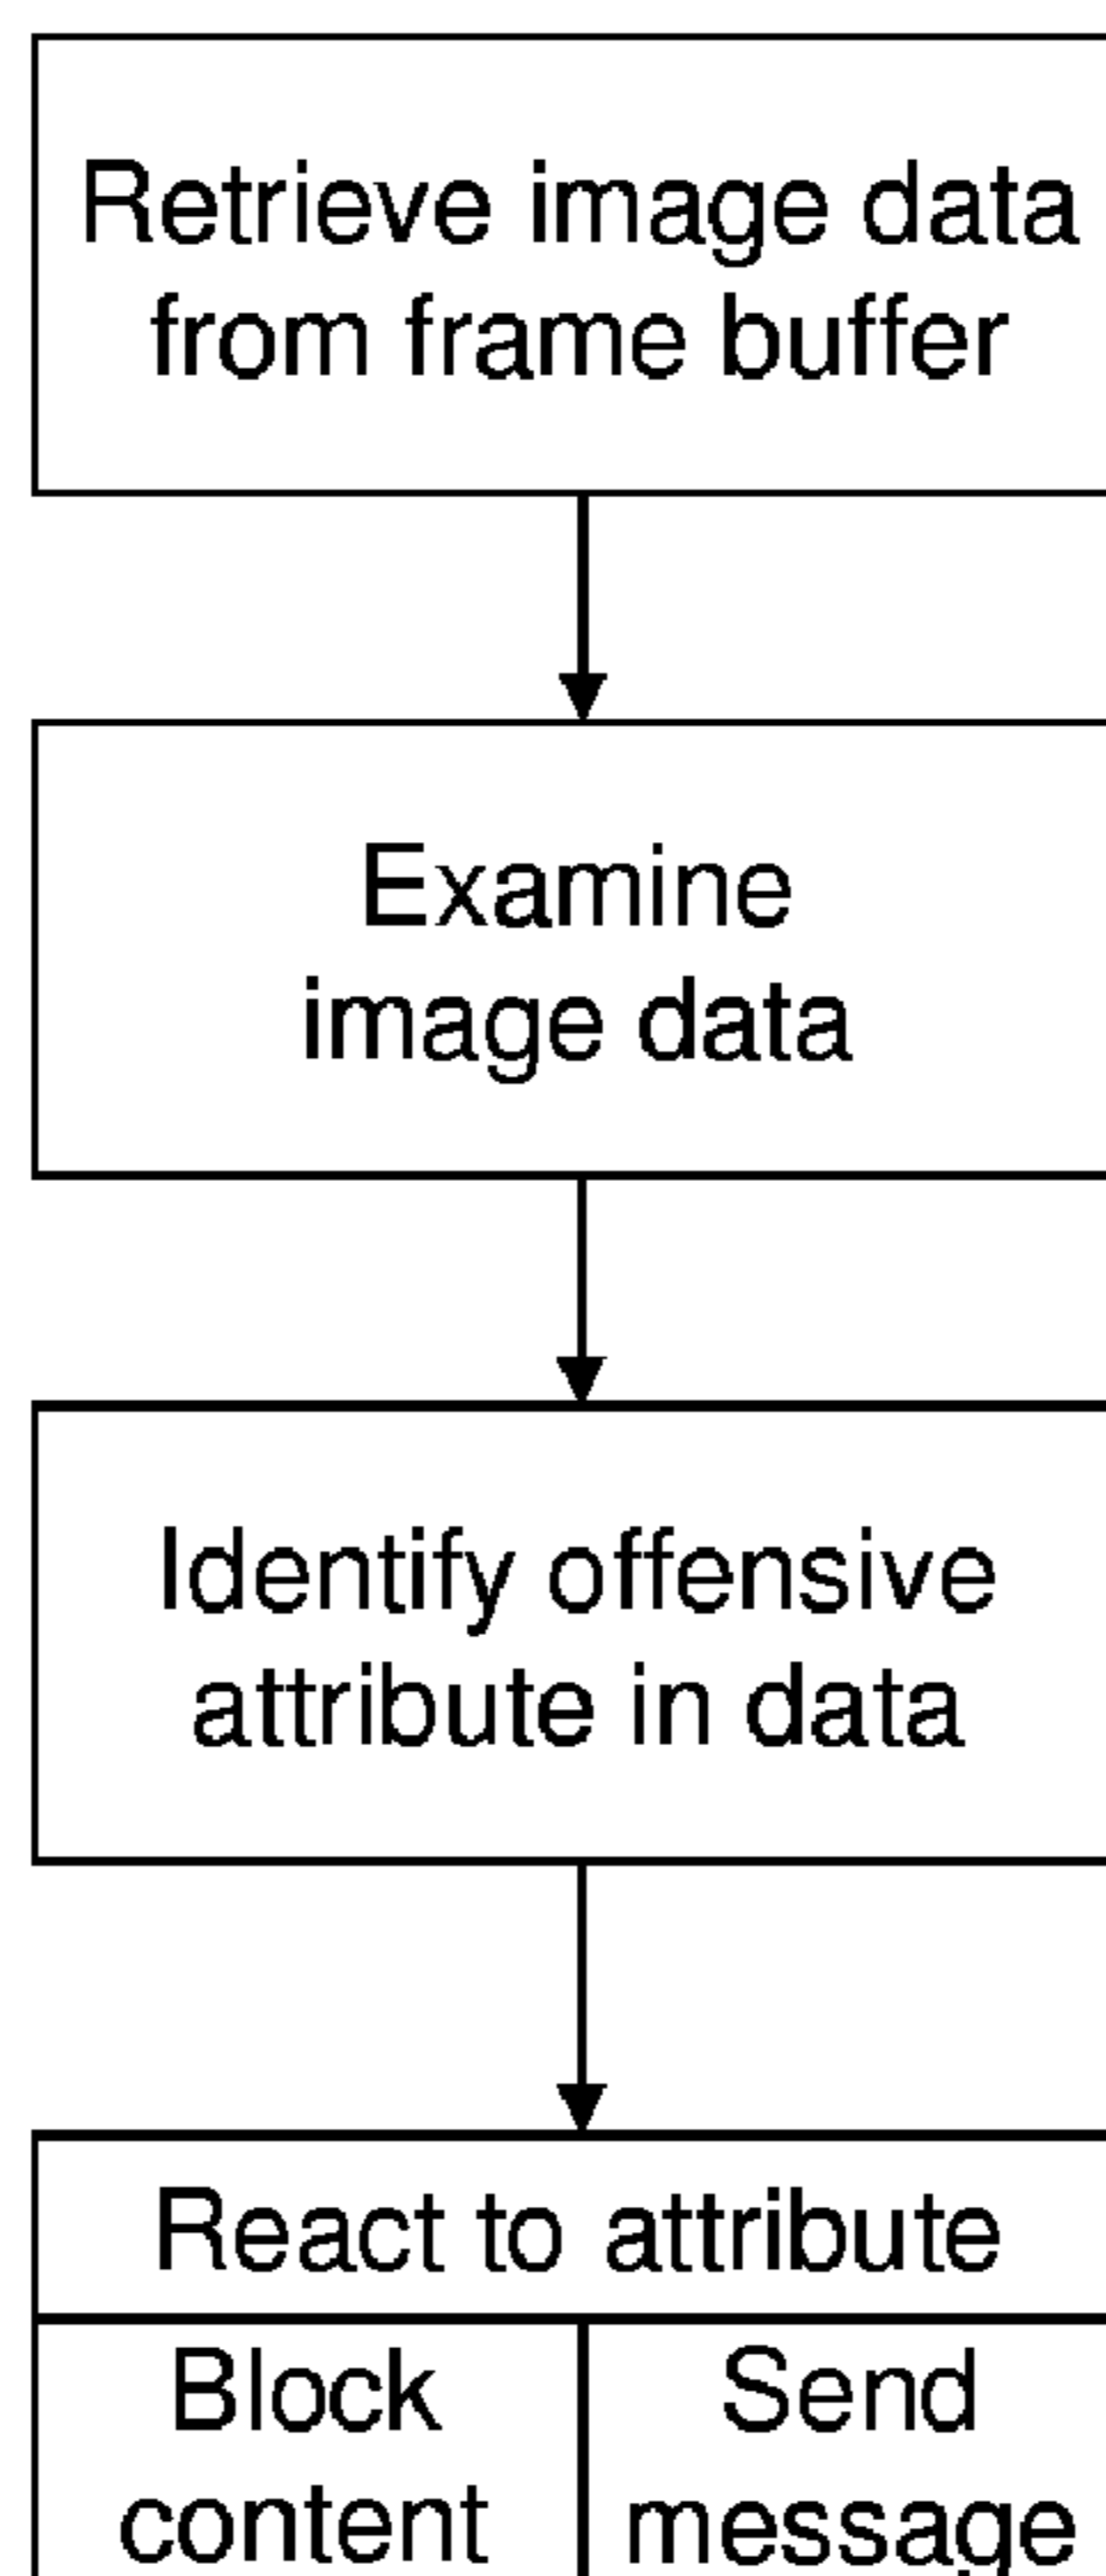 Retrieve image data
from frame buffer
Examine
image data
Identify offensive
attribute in data
React to attribute
Block
content
Send
message